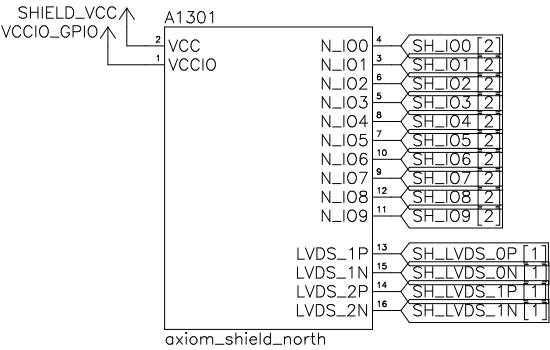 SHIELD_VCC
A1301
VCCIO_GPIO
2 VCC N_IO0 4 SH_IO0 [2]
1 VCCIO N_IO1 3 SH_IO1 [2]
N_IO2 6 SH_IO2 [2]
N_IO3 5 SH_IO3 [2]
N_IO4 8 SH_IO4 [2]
N_IO5 7 SH_IO5 [2]
N_IO6 10 SH_IO6 [2]
N_IO7 9 SH_IO7 [2]
N_IO8 12 SH_IO8 [2]
N_IO9 11 SH_IO9 [2]
LVDS_1P 13 SH_LVDS_0P [1]
LVDS_1N 15 SH_LVDS_0N [1]
LVDS_2P 14 SH_LVDS_1P [1]
LVDS_2N 16 SH_LVDS_1N [1]
axiom_shield_north